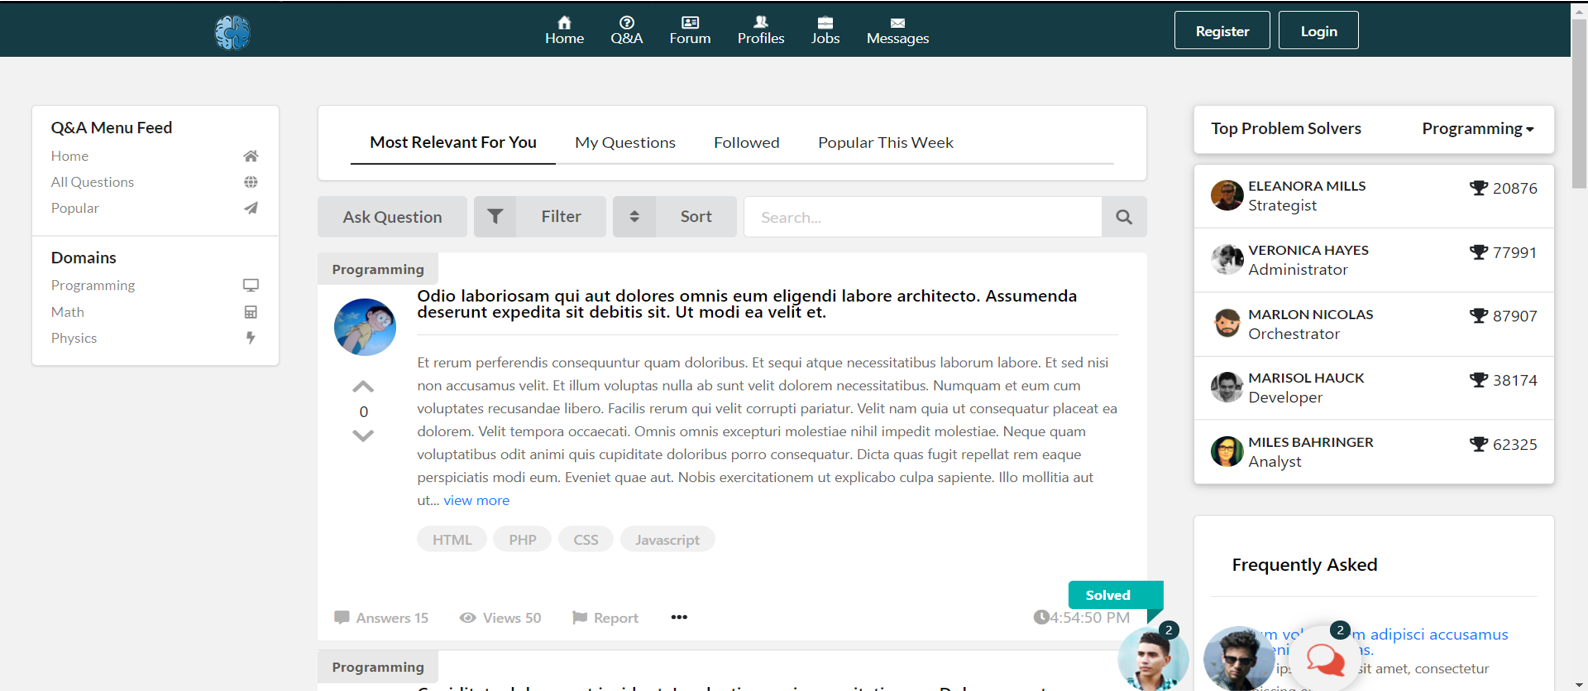 Home
Q&A
Forum
Profiles
Jobs
Messages
Register
Login
Q&A Menu Feed
Home
All Questions
Popular
Domains
Programming
Math
Physics
Most Relevant For You
My Questions
Followed
Popular This Week
Ask Question
Filter
Sort
Search...
Programming
Odio laboriosam qui aut dolores omnis eum eligendi labore architecto. Assumenda
deserunt expedita sit debitis sit. Ut modi ea velit et.
0
Et rerum perferendis consequuntur quam doloribus. Et sequi atque necessitatibus laborum labore. Et sed nisi
non accusamus velit. Et illum voluptas nulla ab sunt velit dolorem necessitatibus. Numquam et eum cum
voluptates recusandae libero. Facilis rerum qui velit corrupti pariatur. Velit nam quia ut consequatur placeat ea
dolorem. Velit tempora occaecati. Omnis omnis excepturi molestiae nihil impedit molestiae. Neque quam
voluptatibus odit animi quis cupiditate doloribus porro consequatur. Dicta quas fugit repellat rem eaque
perspiciatis modi eum. Eveniet quae aut. Nobis exercitationem ut explicabo culpa sapiente. Illo mollitia aut
ut... view more
HTML
PHP
CSS
Javascript
Solved
Answers 15
Views 50
Report
4:54:50 PM
Programming
Top Problem Solvers
Programming
ELEANORA MILLS
Strategist
20876
VERONICA HAYES
Administrator
77991
MARLON NICOLAS
Orchestrator
87907
MARISOL HAUCK
Developer
38174
MILES BAHRINGER
Analyst
62325
Frequently Asked
adipisci accusamus
sit amet, consectetur
2
2